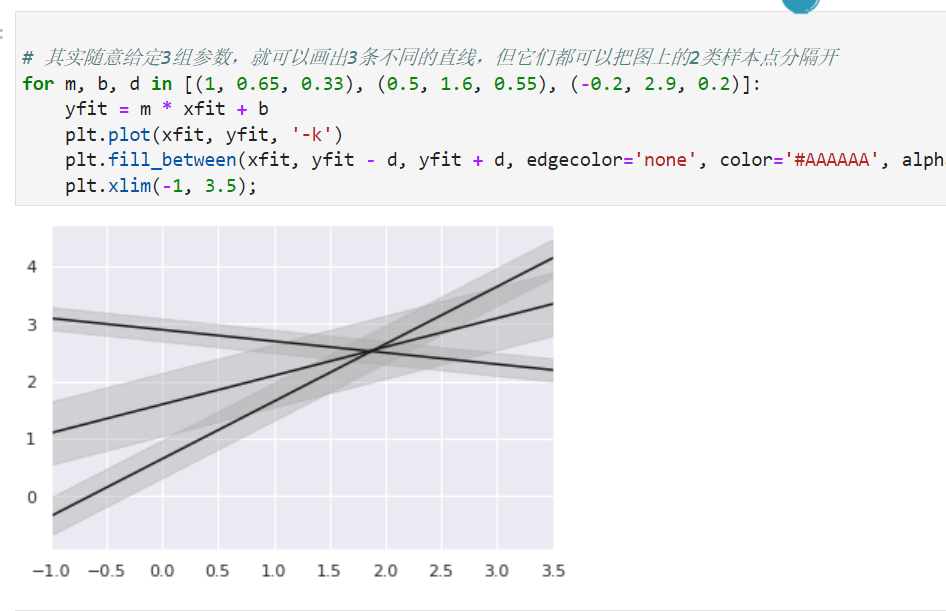 :
# 其实随意给定3组参数，就可以画出3条不同的直线，但它们都可以把图上的2类样本点分隔开
for m, b, d in [(1, 0.65, 0.33), (0.5, 1.6, 0.55), (-0.2, 2.9, 0.2)]:
    yfit = m * xfit + b
    plt.plot(xfit, yfit, '-k')
    plt.fill_between(xfit, yfit - d, yfit + d, edgecolor='none', color='#AAAAAA', alph
    plt.xlim(-1, 3.5);
4
3
2
1
0
−1.0 −0.5 0.0 0.5 1.0 1.5 2.0 2.5 3.0 3.5